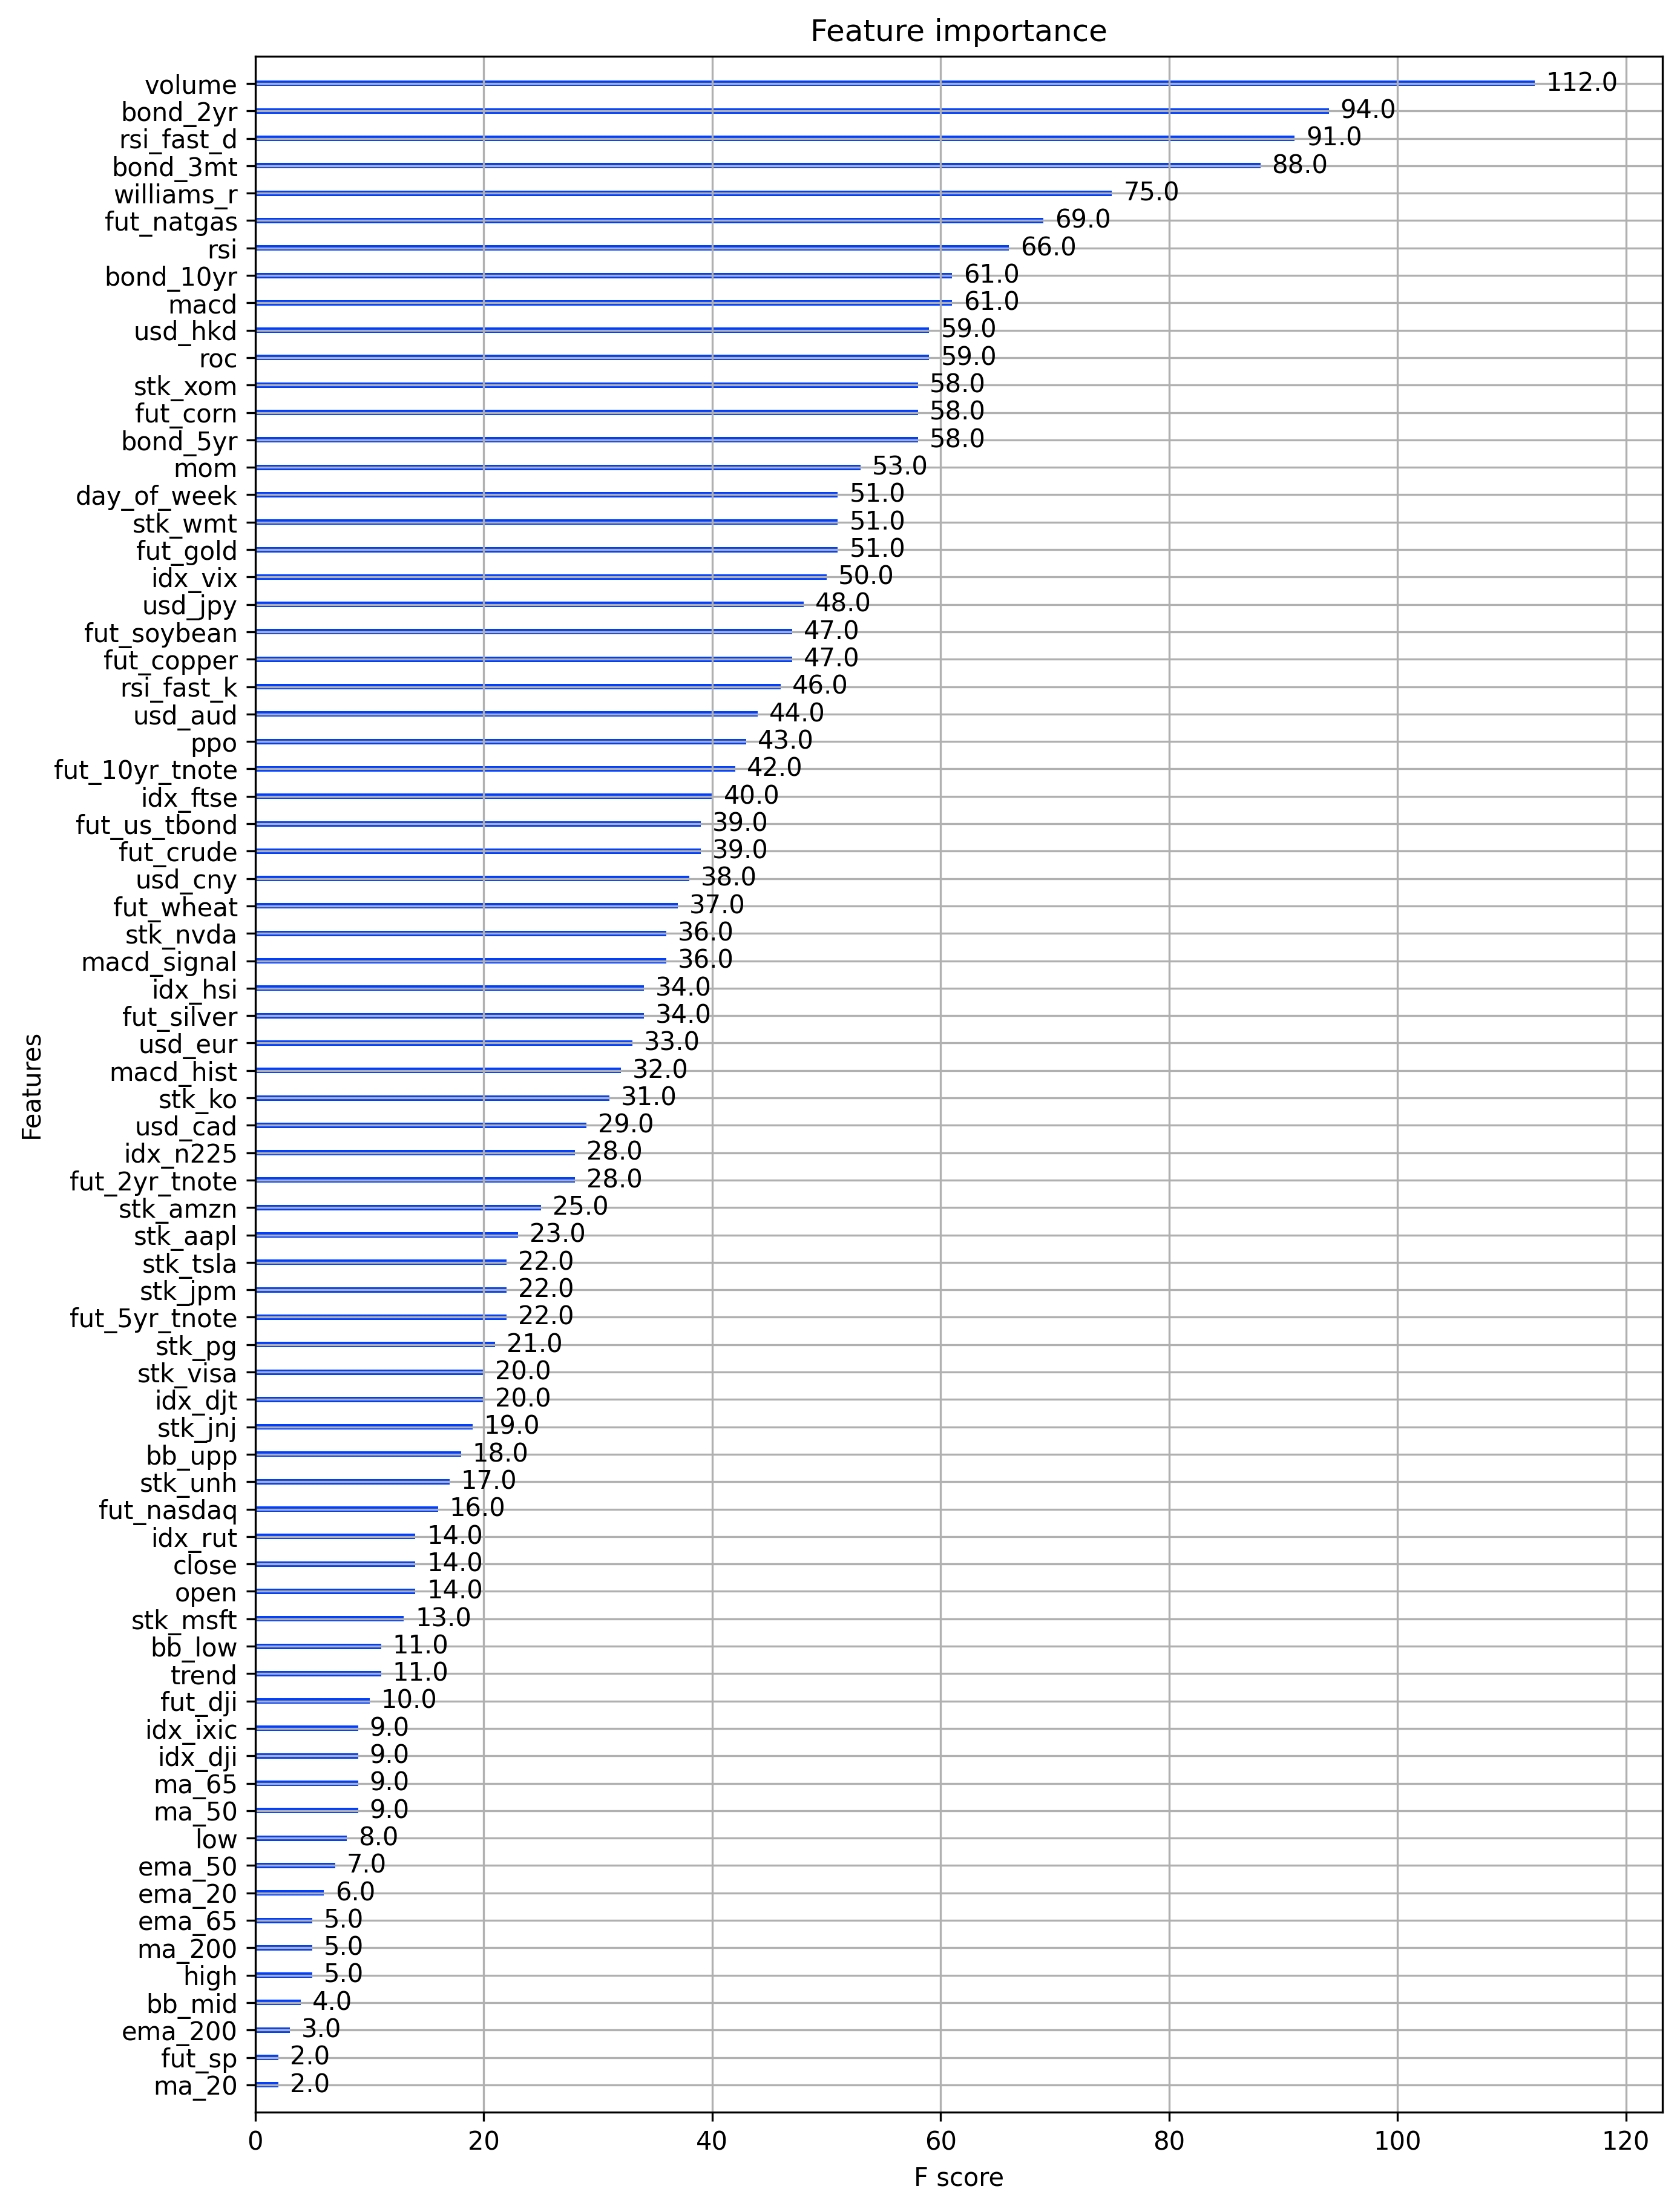 Feature importance
volume 112.0
bond_2yr 94.0
rsi_fast_d 91.0
bond_3mt 88.0
williams_r 75.0
fut_natgas 69.0
rsi 66.0
bond_10yr 61.0
macd 61.0
usd_hkd 59.0
roc 59.0
stk_xom 58.0
fut_corn 58.0
bond_5yr 58.0
mom 53.0
day_of_week 51.0
stk_wmt 51.0
fut_gold 51.0
idx_vix 50.0
usd_jpy 48.0
fut_soybean 47.0
fut_copper 47.0
rsi_fast_k 46.0
usd_aud 44.0
ppo 43.0
fut_10yr_tnote 42.0
idx_ftse 40.0
fut_us_tbond 39.0
fut_crude 39.0
usd_cny 38.0
fut_wheat 37.0
stk_nvda 36.0
macd_signal 36.0
idx_hsi 34.0
fut_silver 34.0
usd_eur 33.0
macd_hist 32.0
stk_ko 31.0
usd_cad 29.0
idx_n225 28.0
fut_2yr_tnote 28.0
stk_amzn 25.0
stk_aapl 23.0
stk_tsla 22.0
stk_jpm 22.0
fut_5yr_tnote 22.0
stk_pg 21.0
stk_visa 20.0
idx_djt 20.0
stk_jnj 19.0
bb_upp 18.0
stk_unh 17.0
fut_nasdaq 16.0
idx_rut 14.0
close 14.0
open 14.0
stk_msft 13.0
bb_low 11.0
trend 11.0
fut_dji 10.0
idx_ixic 9.0
idx_dji 9.0
ma_65 9.0
ma_50 9.0
low 8.0
ema_50 7.0
ema_20 6.0
ema_65 5.0
ma_200 5.0
high 5.0
bb_mid 4.0
ema_200 3.0
fut_sp 2.0
ma_20 2.0
0 20 40 60 80 100 120
F score
Features